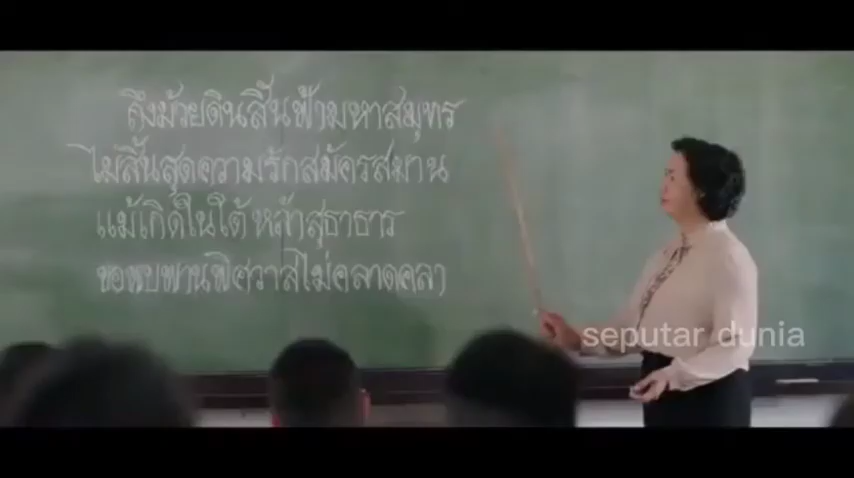 ถึงม้วยดินสิ้นฟ้ามหาสมุทร
ไม่สิ้นสุดความรักสมัครสมาน
แม้เกิดในใต้หล้าสุธาธาร
ขอพบพานพิศวาสไม่คลาดคลา
seputar dunia